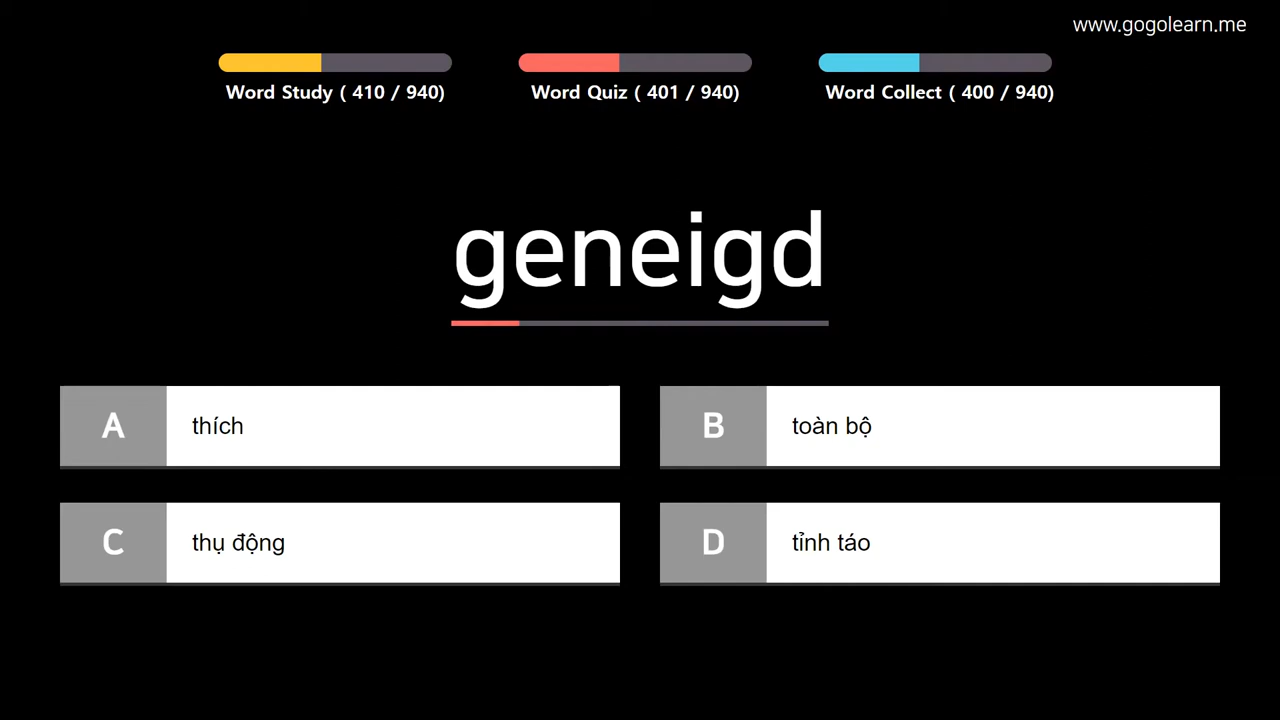 www.gogolearn.me
Word Study ( 410 / 940)
Word Quiz ( 401 / 940)
Word Collect ( 400 / 940)
geneigd
A thích
B toàn bộ
C thụ động
D tỉnh táo